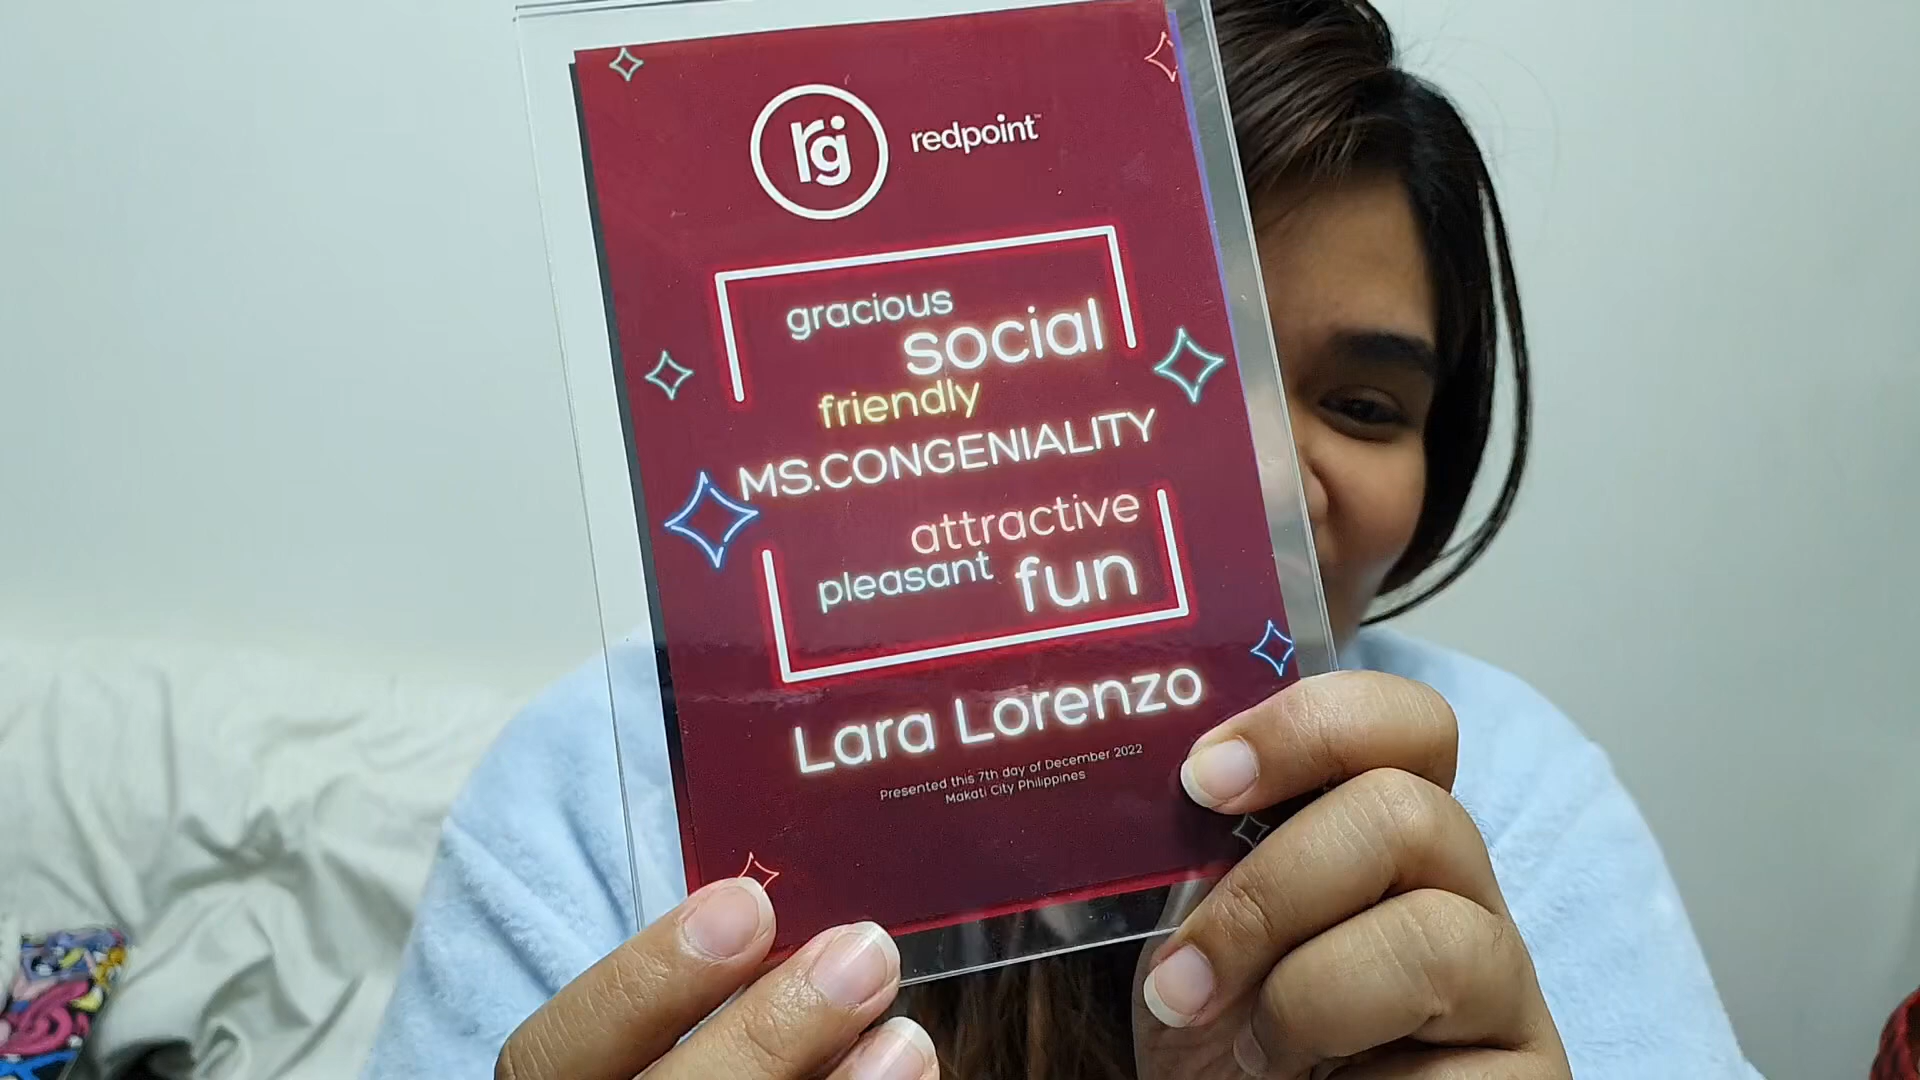 rg redpoint™
gracious
social
friendly
MS.CONGENIALITY
attractive
pleasant fun
Lara Lorenzo
Presented this 7th day of December 2022
Makati City Philippines